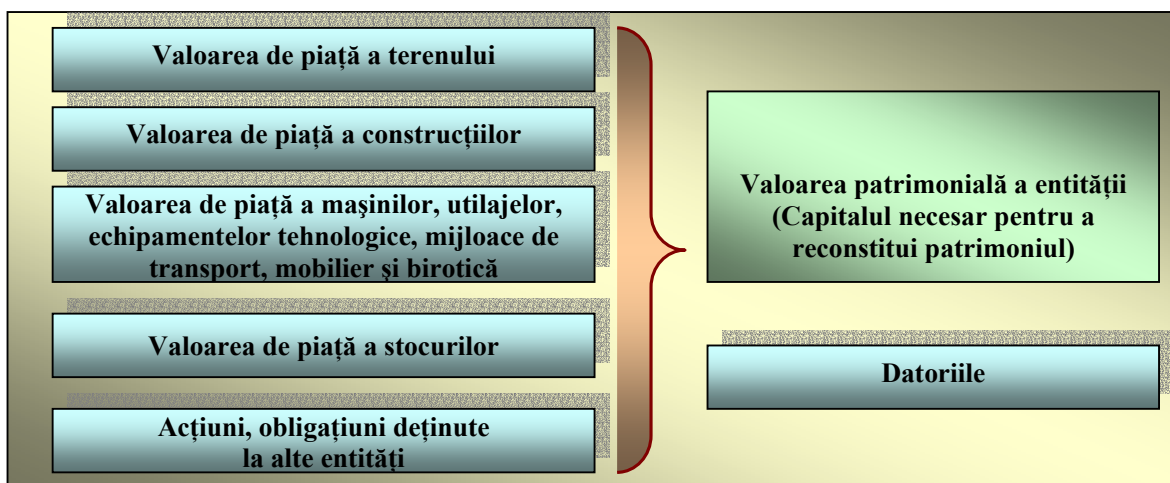 Valoarea de piață a terenului
Valoarea de piață a construcțiilor
Valoarea de piață a maşinilor, utilajelor,
echipamentelor tehnologice, mijloace de
transport, mobilier şi birotică
Valoarea de piață a stocurilor
Acțiuni, obligațiuni deținute
la alte entități
Valoarea patrimonială a entității
(Capitalul necesar pentru a
reconstitui patrimoniul)
Datoriile